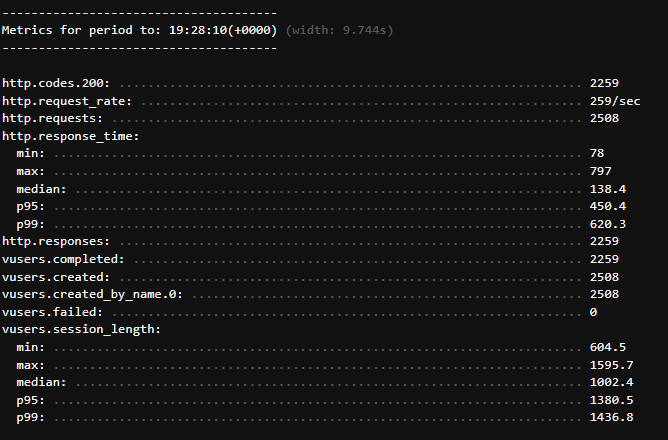 --------------------------------------
Metrics for period to: 19:28:10(+0000) (width: 9.744s)
--------------------------------------
http.codes.200: ................................................................ 2259
http.request_rate: ............................................................. 259/sec
http.requests: ................................................................. 2508
http.response_time:
  min: ......................................................................... 78
  max: ......................................................................... 797
  median: ...................................................................... 138.4
  p95: ......................................................................... 450.4
  p99: ......................................................................... 620.3
http.responses: ................................................................ 2259
vusers.completed: .............................................................. 2259
vusers.created: ................................................................ 2508
vusers.created_by_name.0: ...................................................... 2508
vusers.failed: ................................................................. 0
vusers.session_length:
  min: ......................................................................... 604.5
  max: ......................................................................... 1595.7
  median: ...................................................................... 1002.4
  p95: ......................................................................... 1380.5
  p99: ......................................................................... 1436.8